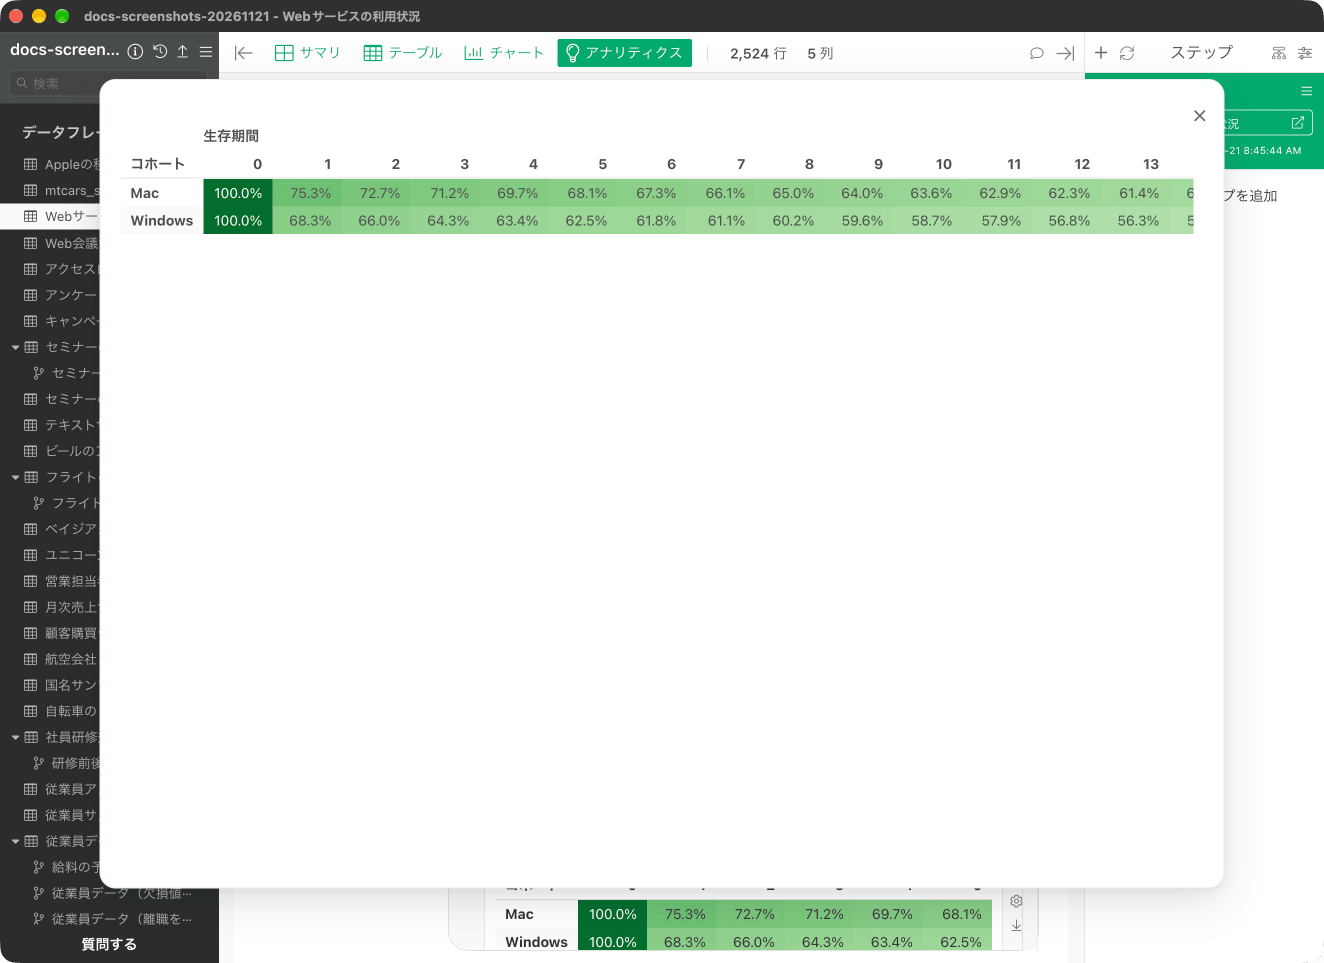 docs-screenshots-20261121 - Webサービスの利用状況
docs-screen...
サマリ
テーブル
チャート
アナリティクス
2,524 行
5 列
ステップ
検索
データフレ
Appleの
mtcars_s
Webサー
Web会議
アクセス
アンケー
キャンペ
セミナー
セミナー
セミナー
テキスト
ビールの
フライト
フライト
ベイジア
ユニコー
営業担当
月次売上
顧客購買
航空会社
国名サン
自転車の
社員研修
研修前後
従業員ア
従業員サ
従業員デ
給料の予
従業員データ（欠損値…
従業員データ（離職を…
質問する
生存期間
コホート 0 1 2 3 4 5 6 7 8 9 10 11 12 13
Mac 100.0% 75.3% 72.7% 71.2% 69.7% 68.1% 67.3% 66.1% 65.0% 64.0% 63.6% 62.9% 62.3% 61.4% 6
Windows 100.0% 68.3% 66.0% 64.3% 63.4% 62.5% 61.8% 61.1% 60.2% 59.6% 58.7% 57.9% 56.8% 56.3% 5
況
-21 8:45:44 AM
プを追加
Mac 100.0% 75.3% 72.7% 71.2% 69.7% 68.1%
Windows 100.0% 68.3% 66.0% 64.3% 63.4% 62.5%